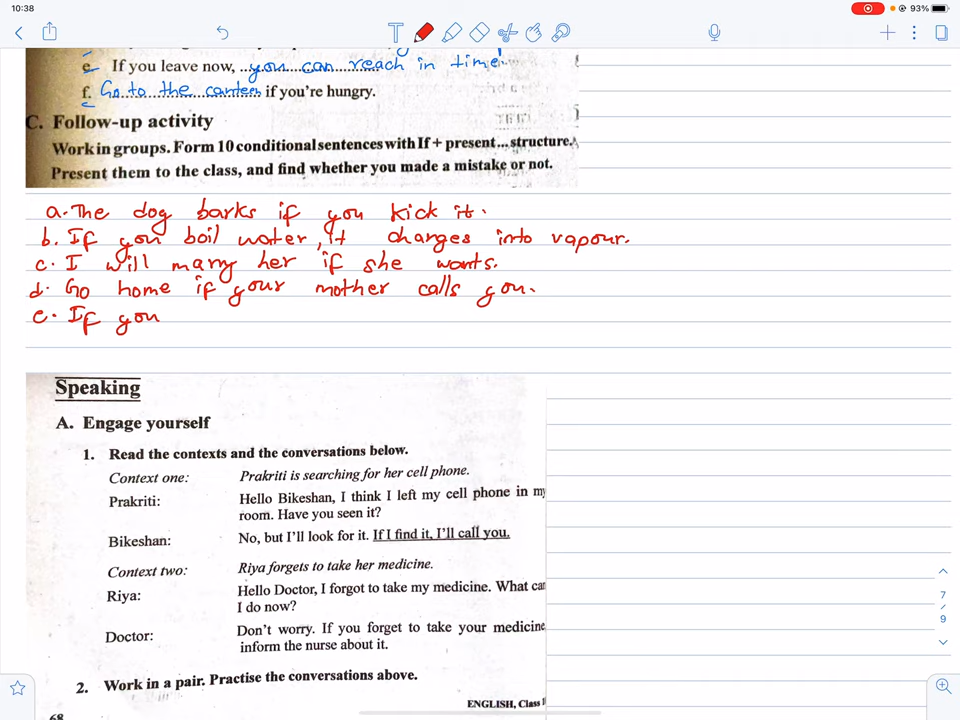 10:38
93%
T
e. If you leave now, ..you can reach in time!
f. Go to the canteen if you're hungry.
C. Follow-up activity
Work in groups. Form 10 conditional sentences with If + present... structure.
Present them to the class, and find whether you made a mistake or not.
a. The dog barks if you kick it.
b. If you boil water, it changes into vapour.
c. I will marry her if she wants.
d. Go home if your mother calls you.
e. If you
Speaking
A. Engage yourself
1. Read the contexts and the conversations below.
Context one: Prakriti is searching for her cell phone.
Prakriti: Hello Bikeshan, I think I left my cell phone in my
room. Have you seen it?
Bikeshan: No, but I'll look for it. If I find it, I'll call you.
Context two: Riya forgets to take her medicine.
Riya: Hello Doctor, I forgot to take my medicine. What can
I do now?
Doctor: Don't worry. If you forget to take your medicine
inform the nurse about it.
2. Work in a pair. Practise the conversations above.
ENGLISH, Class
68
7
/
9